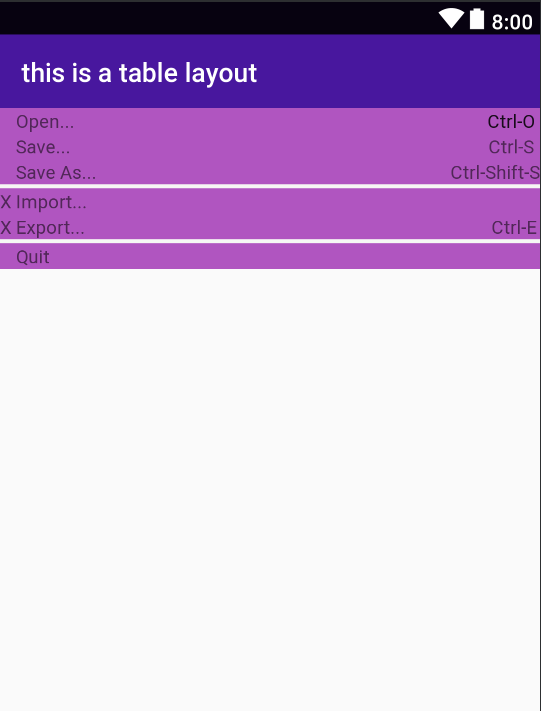 8:00
this is a table layout
Open... Ctrl-O
Save... Ctrl-S
Save As... Ctrl-Shift-S
X Import...
X Export... Ctrl-E
Quit